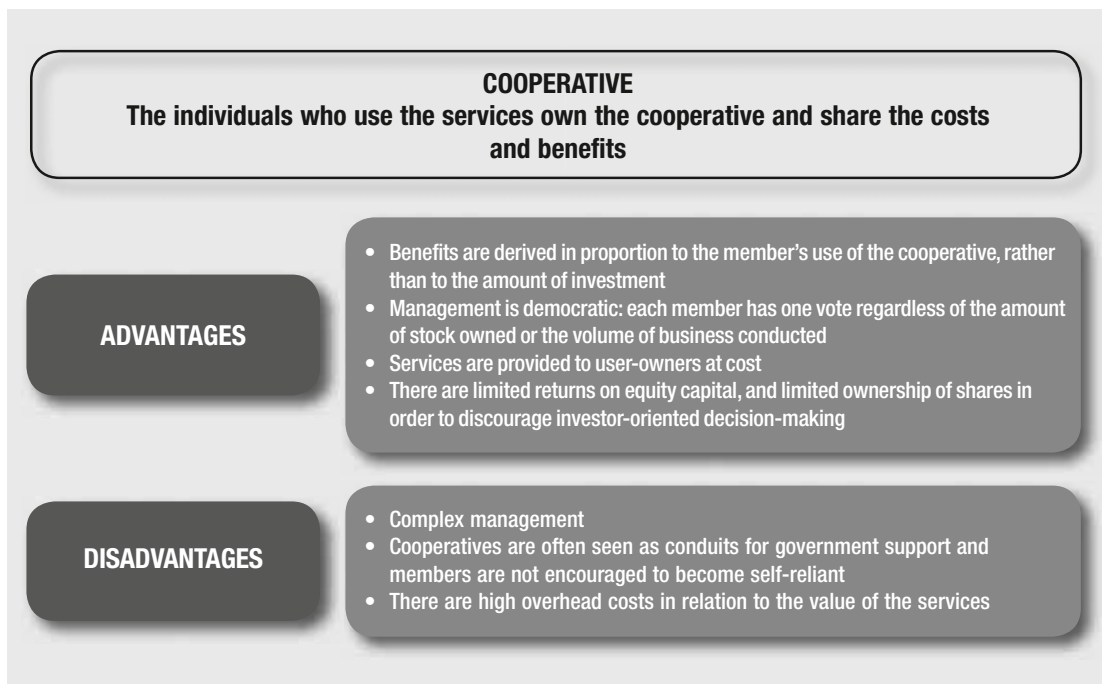 COOPERATIVE
The individuals who use the services own the cooperative and share the costs
and benefits
ADVANTAGES
• Benefits are derived in proportion to the member’s use of the cooperative, rather
than to the amount of investment
• Management is democratic: each member has one vote regardless of the amount
of stock owned or the volume of business conducted
• Services are provided to user-owners at cost
• There are limited returns on equity capital, and limited ownership of shares in
order to discourage investor-oriented decision-making
DISADVANTAGES
• Complex management
• Cooperatives are often seen as conduits for government support and
members are not encouraged to become self-reliant
• There are high overhead costs in relation to the value of the services